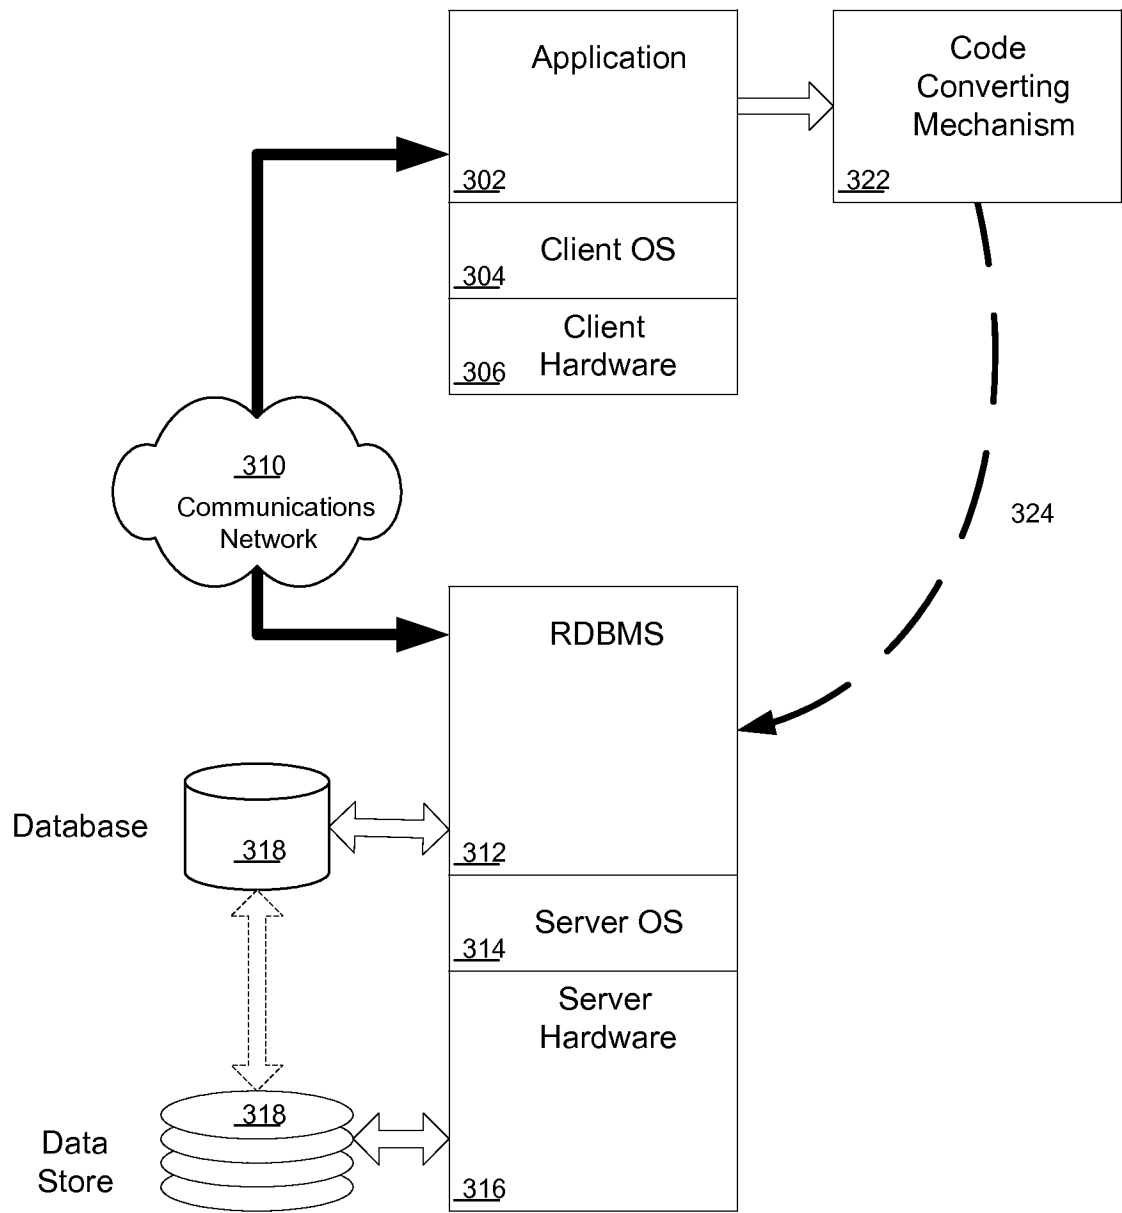 Application
302
Code
Converting
Mechanism
322
Client OS
304
Client
Hardware
306
310
Communications
Network
324
RDBMS
312
Database
318
Server OS
314
Server
Hardware
316
318
Data
Store